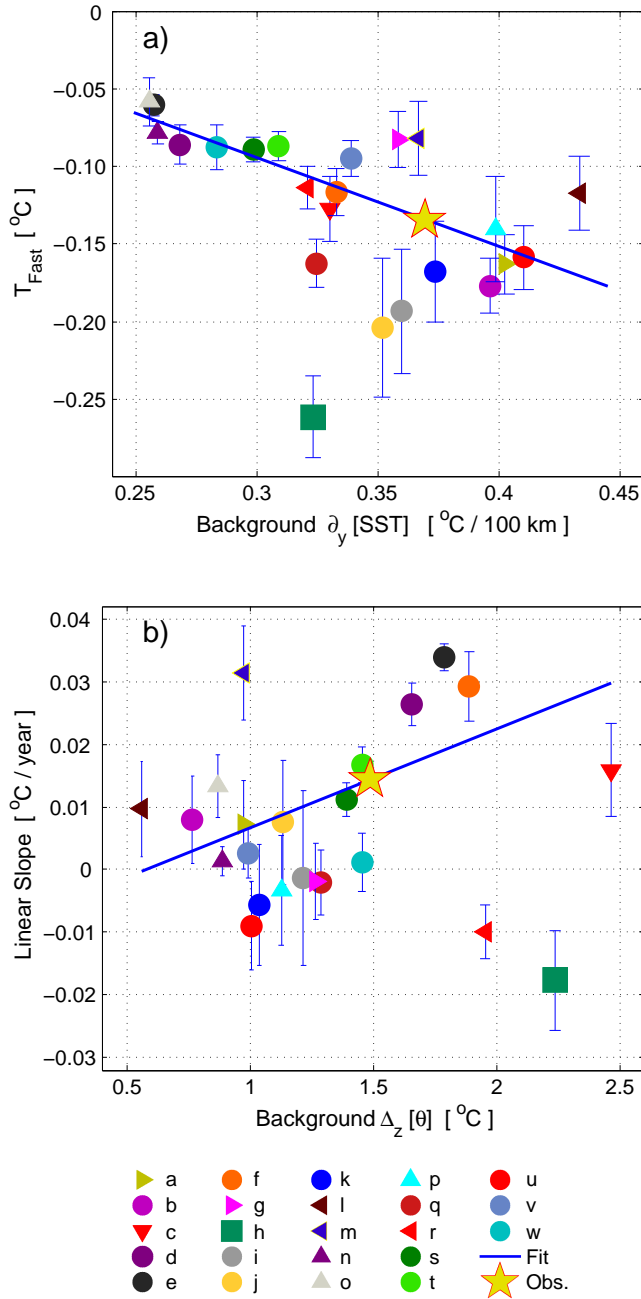 a)
0
−0.05
−0.10
−0.15
−0.20
−0.25
T_Fast [ °C]
0.25 0.3 0.35 0.4 0.45
Background ∂_y [SST] [ °C / 100 km ]
b)
0.04
0.03
0.02
0.01
0
−0.01
−0.02
−0.03
Linear Slope [ °C / year ]
0.5 1 1.5 2 2.5
Background Δ_z [θ] [ °C]
a f k p u
b g l q v
c h m r w
d i n s Fit
e j o t Obs.